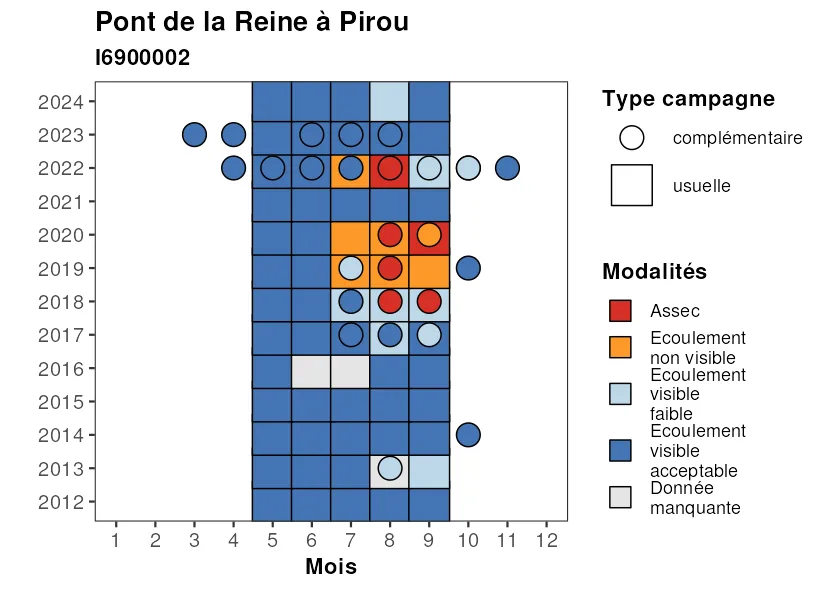 Pont de la Reine à Pirou
I6900002
2024
2023
2022
2021
2020
2019
2018
2017
2016
2015
2014
2013
2012
1 2 3 4 5 6 7 8 9 10 11 12
Mois
Type campagne
complémentaire
usuelle
Modalités
Assec
Ecoulement
non visible
Ecoulement
visible
faible
Ecoulement
visible
acceptable
Donnée
manquante